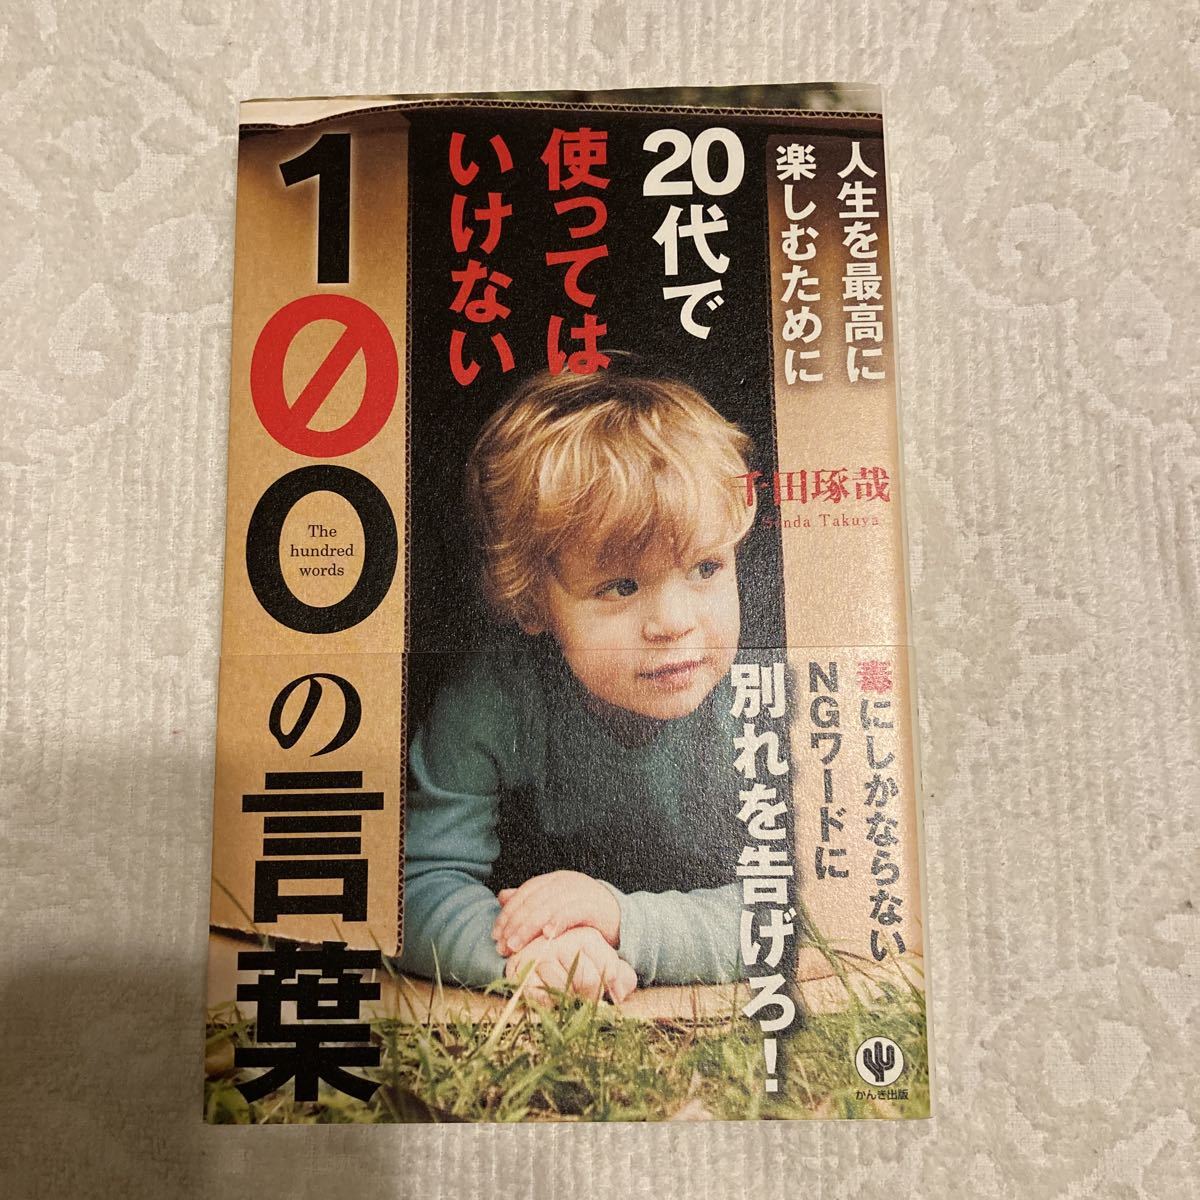 人生を最高に
楽しむために
20代で
使っては
いけない
100
The
hundred
words
の言葉
千田琢哉
Senda Takuya
毒にしかならない
NGワードに
別れを告げろ！
かんき出版